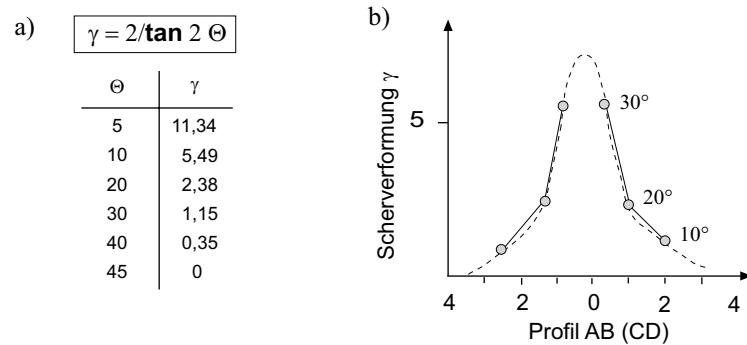 a)
γ = 2/tan 2 Θ
Θ γ
5 11,34
10 5,49
20 2,38
30 1,15
40 0,35
45 0
b)
Scherverformung γ
5
30°
20°
10°
4 2 0 2 4
Profil AB (CD)